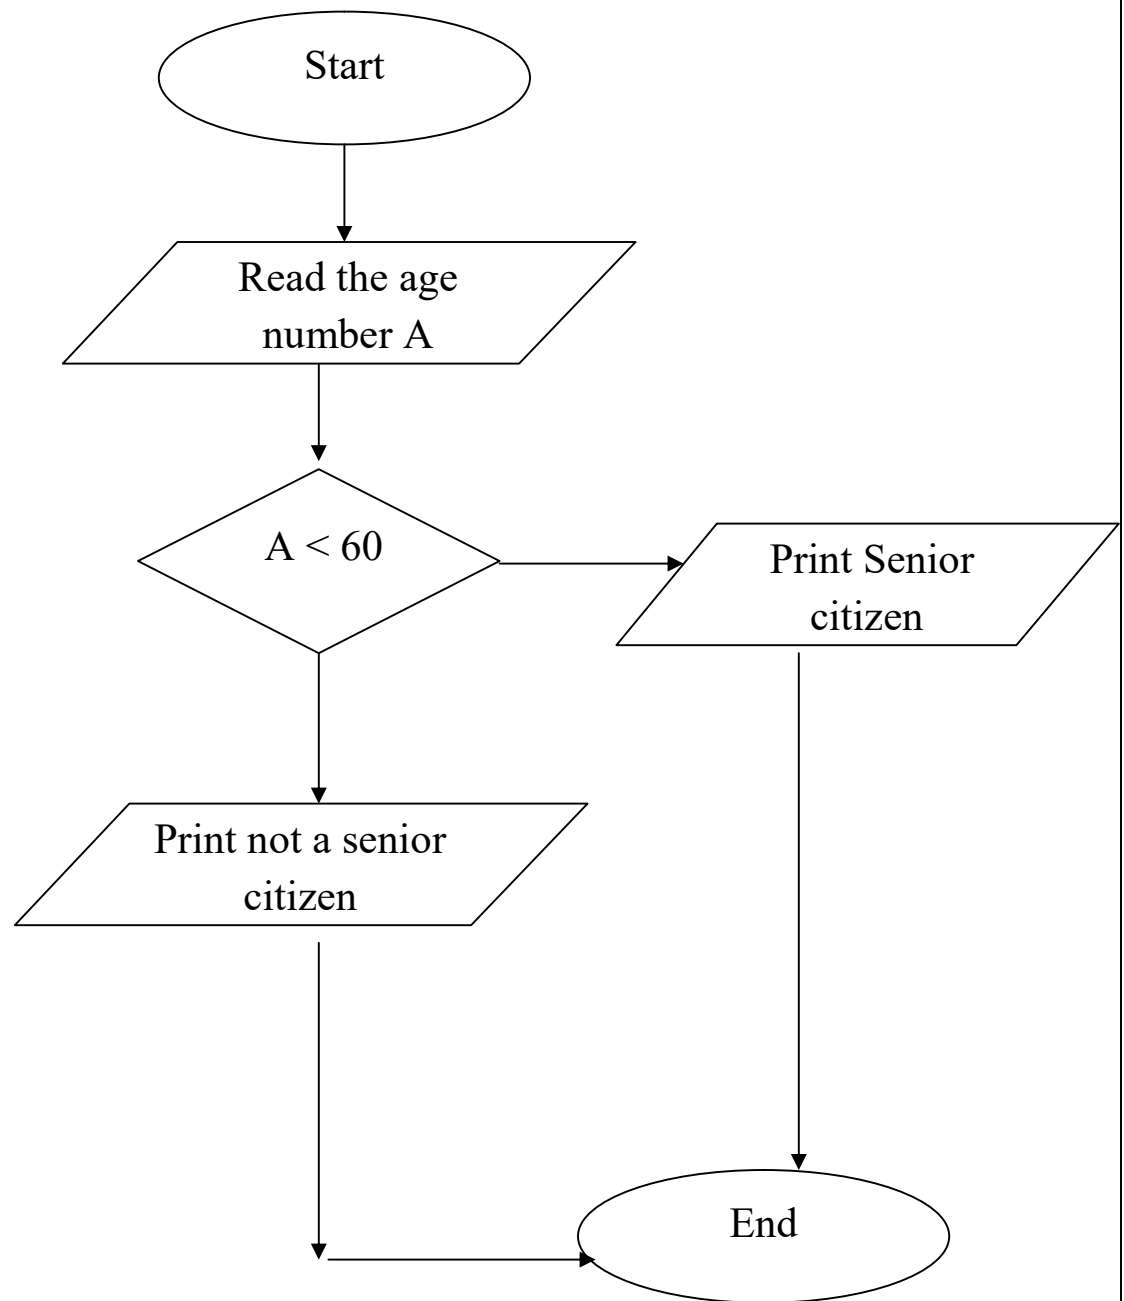 Start
Read the age
number A
A < 60
Print Senior
citizen
Print not a senior
citizen
End